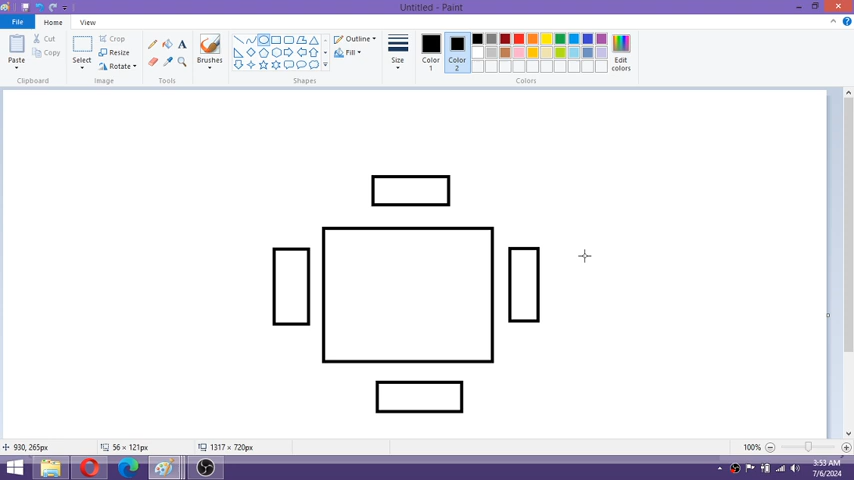 Untitled - Paint
File Home View
Paste
Cut
Copy
Clipboard
Select
Crop
Resize
Rotate
Image
Tools
Brushes
Shapes
Outline
Fill
Size
Color 1
Color 2
Edit colors
Colors
930, 265px
56 × 121px
1317 × 720px
100%
3:53 AM
7/6/2024